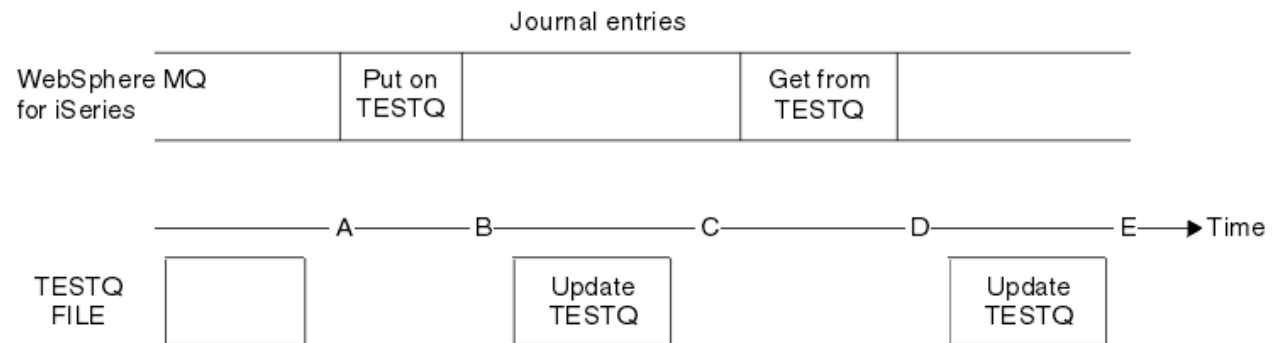 Journal entries
WebSphere MQ
for iSeries
Put on
TESTQ
Get from
TESTQ
A B C D E Time
TESTQ
FILE
Update
TESTQ
Update
TESTQ